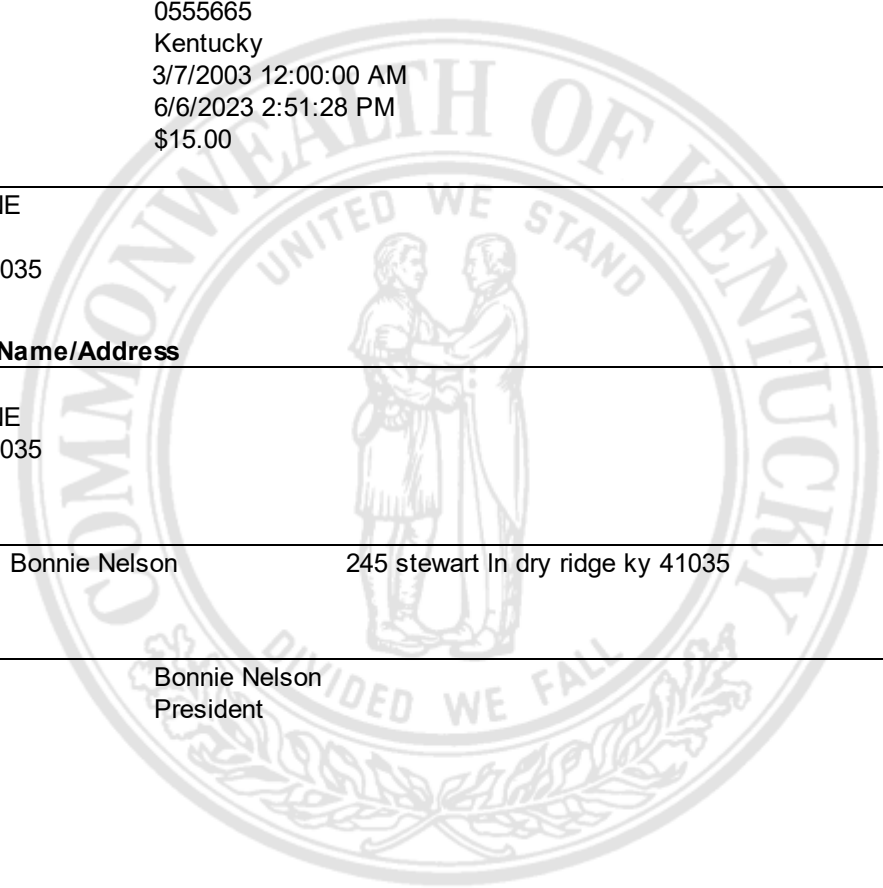 0555665
Kentucky
3/7/2003 12:00:00 AM
6/6/2023 2:51:28 PM
$15.00
NE
035
Name/Address
NE
035
Bonnie Nelson 245 stewart ln dry ridge ky 41035
Bonnie Nelson
President
COMMONWEALTH OF KENTUCKY
UNITED WE STAND
DIVIDED WE FALL